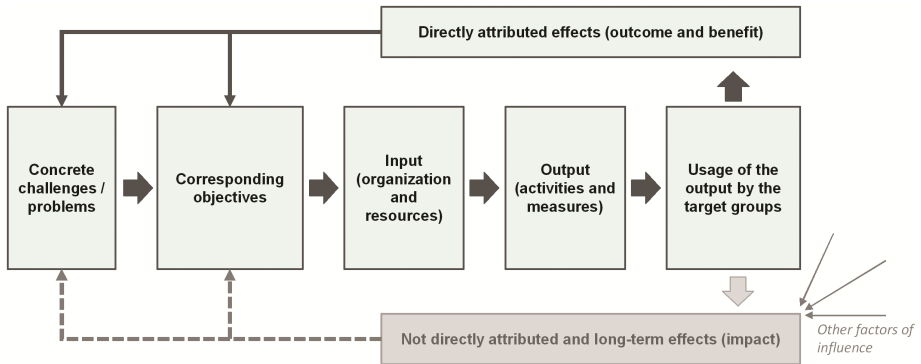 Directly attributed effects (outcome and benefit)
Concrete
challenges /
problems
Corresponding
objectives
Input
(organization
and
resources)
Output
(activities and
measures)
Usage of the
output by the
target groups
Not directly attributed and long-term effects (impact)
Other factors of
influence